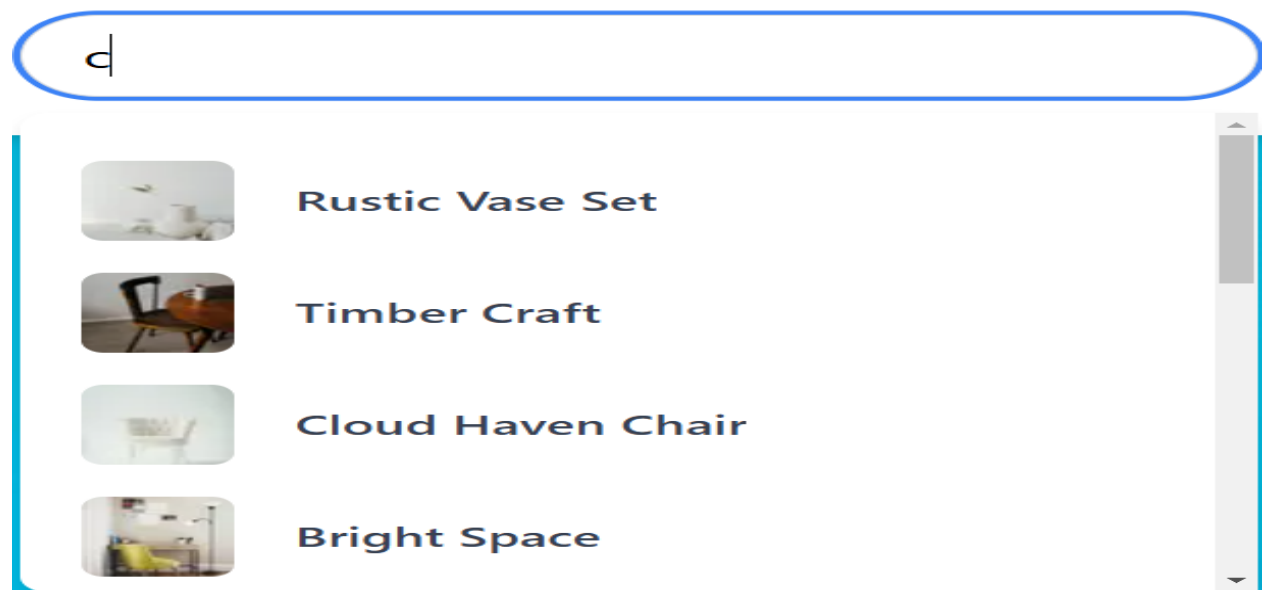 c
Rustic Vase Set
Timber Craft
Cloud Haven Chair
Bright Space